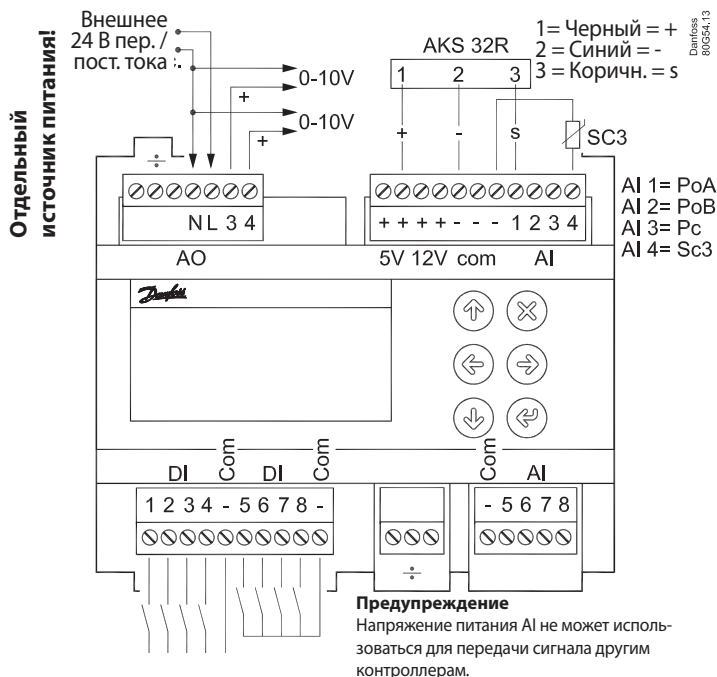 Внешнее
24 В пер. /
пост. тока :.
Отдельный
источник питания!
0-10V
+
0-10V
+
÷
N L 3 4
AO
AKS 32R
1 2 3
+ - s
SC3
1= Черный = +
2 = Синий = -
3 = Коричн. = s
Danfoss
80G54.13
+ + + + - - - 1 2 3 4
5V 12V com AI
AI 1= PoA
AI 2= PoB
AI 3= Pc
AI 4= Sc3
Danfoss
DI Com DI Com
1 2 3 4 - 5 6 7 8 -
÷
Com AI
- 5 6 7 8
Предупреждение
Напряжение питания AI не может исполь-
зоваться для передачи сигнала другим
контроллерам.